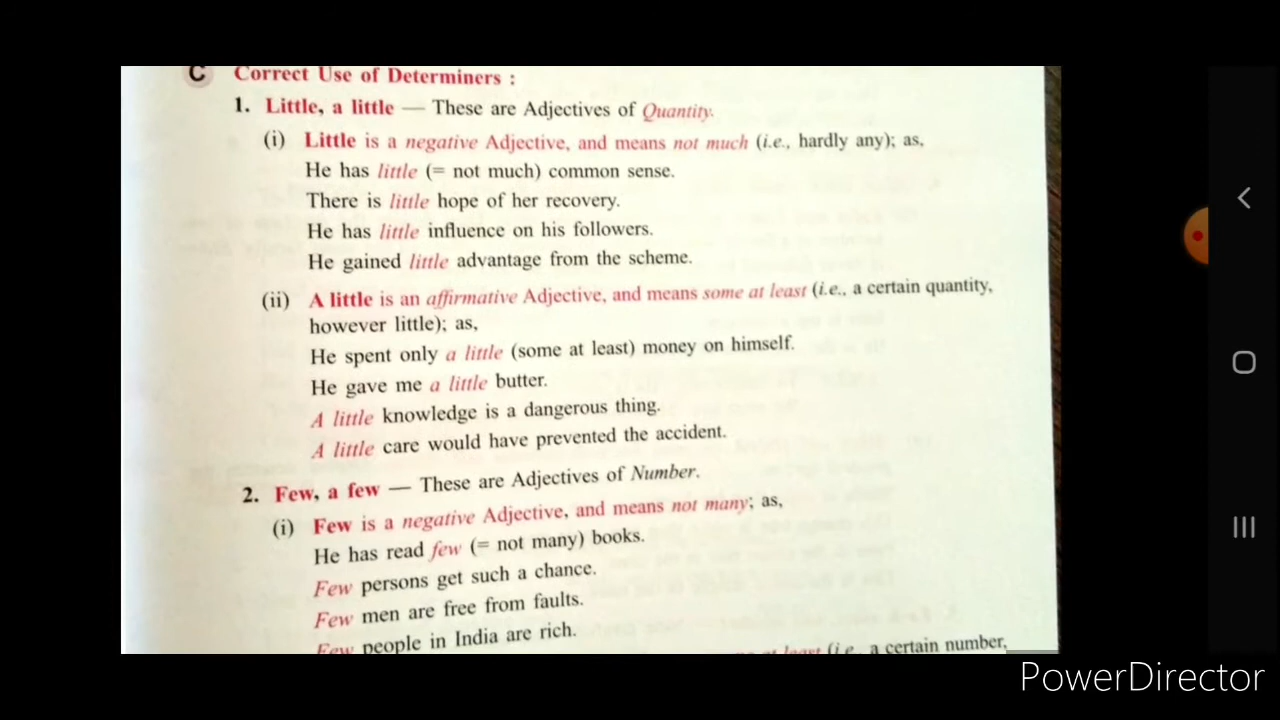 C Correct Use of Determiners :
1. Little, a little — These are Adjectives of Quantity.
(i) Little is a negative Adjective, and means not much (i.e., hardly any); as,
He has little (= not much) common sense.
There is little hope of her recovery.
He has little influence on his followers.
He gained little advantage from the scheme.
(ii) A little is an affirmative Adjective, and means some at least (i.e., a certain quantity,
however little); as,
He spent only a little (some at least) money on himself.
He gave me a little butter.
A little knowledge is a dangerous thing.
A little care would have prevented the accident.
2. Few, a few — These are Adjectives of Number.
(i) Few is a negative Adjective, and means not many; as,
He has read few (= not many) books.
Few persons get such a chance.
Few men are free from faults.
Few people in India are rich.
at least (i.e., a certain number,
PowerDirector